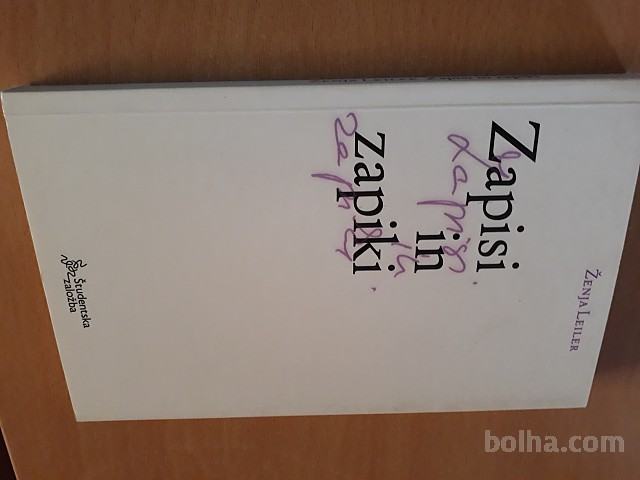 ŽENJA LEILER
Zapisi
in
zapiki
Študentska
založba
bolha.com